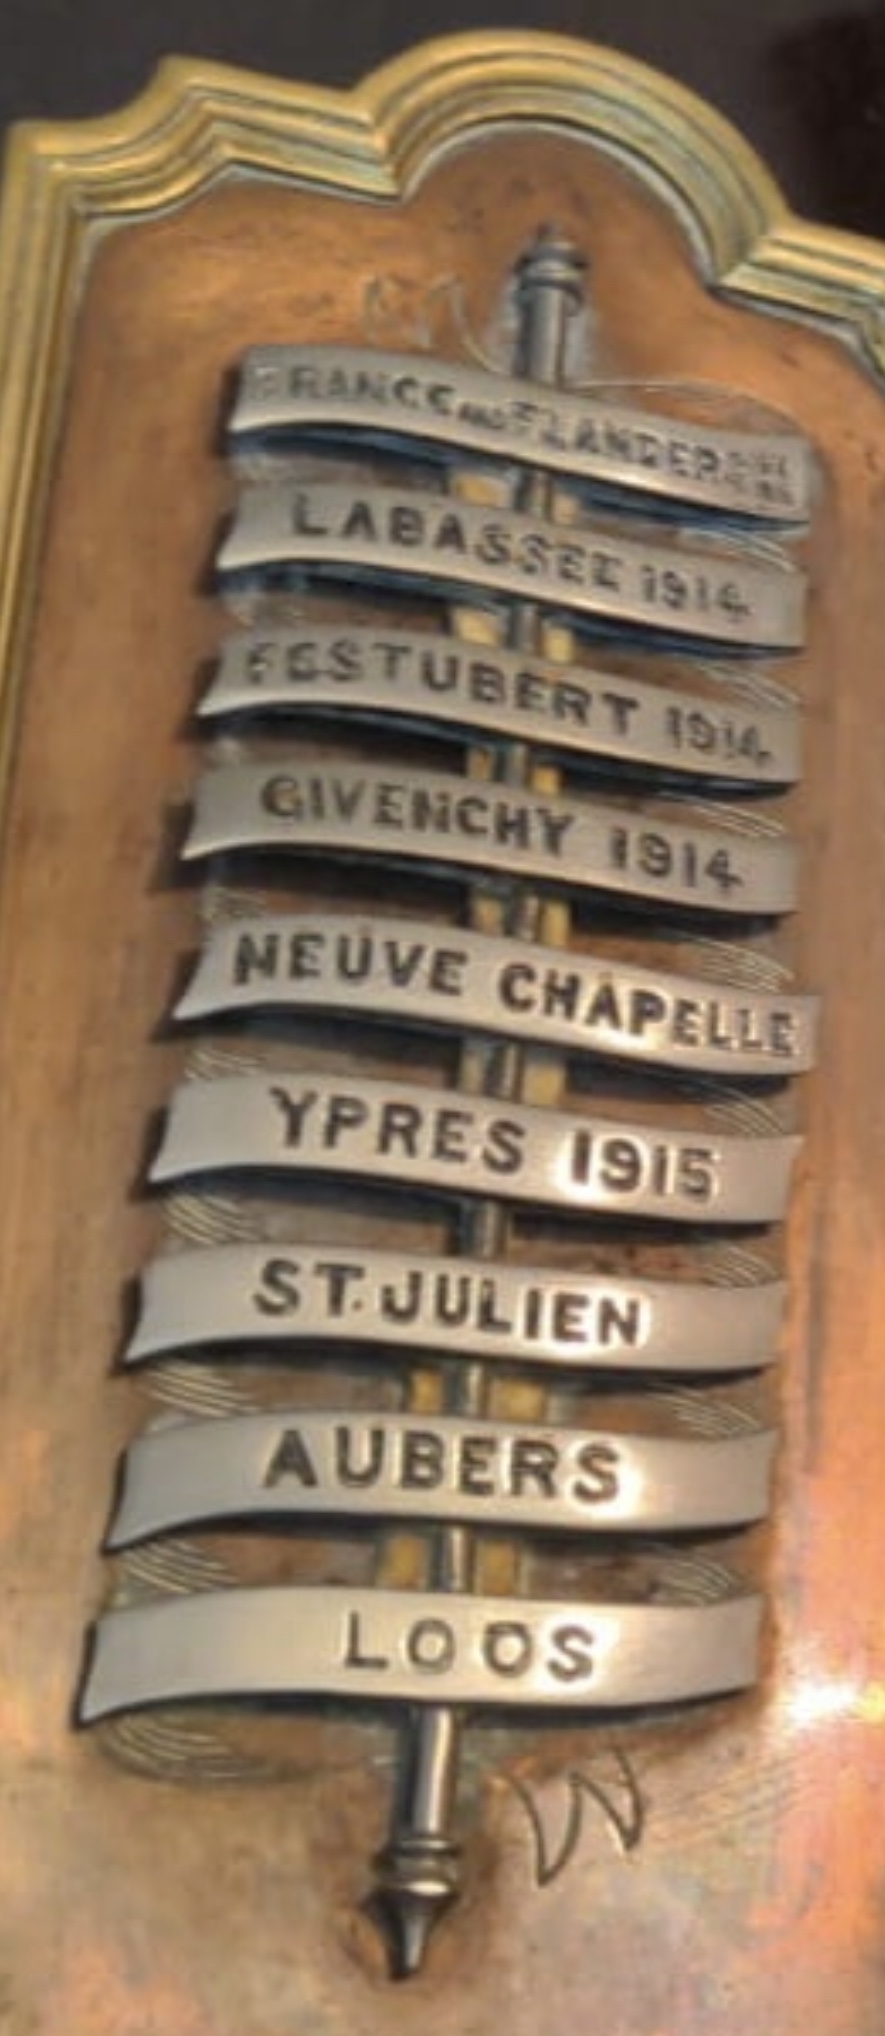 FRANCE AND FLANDERS
LABASSEE 1914
FESTUBERT 1914
GIVENCHY 1914
NEUVE CHAPELLE
YPRES 1915
ST. JULIEN
AUBERS
LOOS